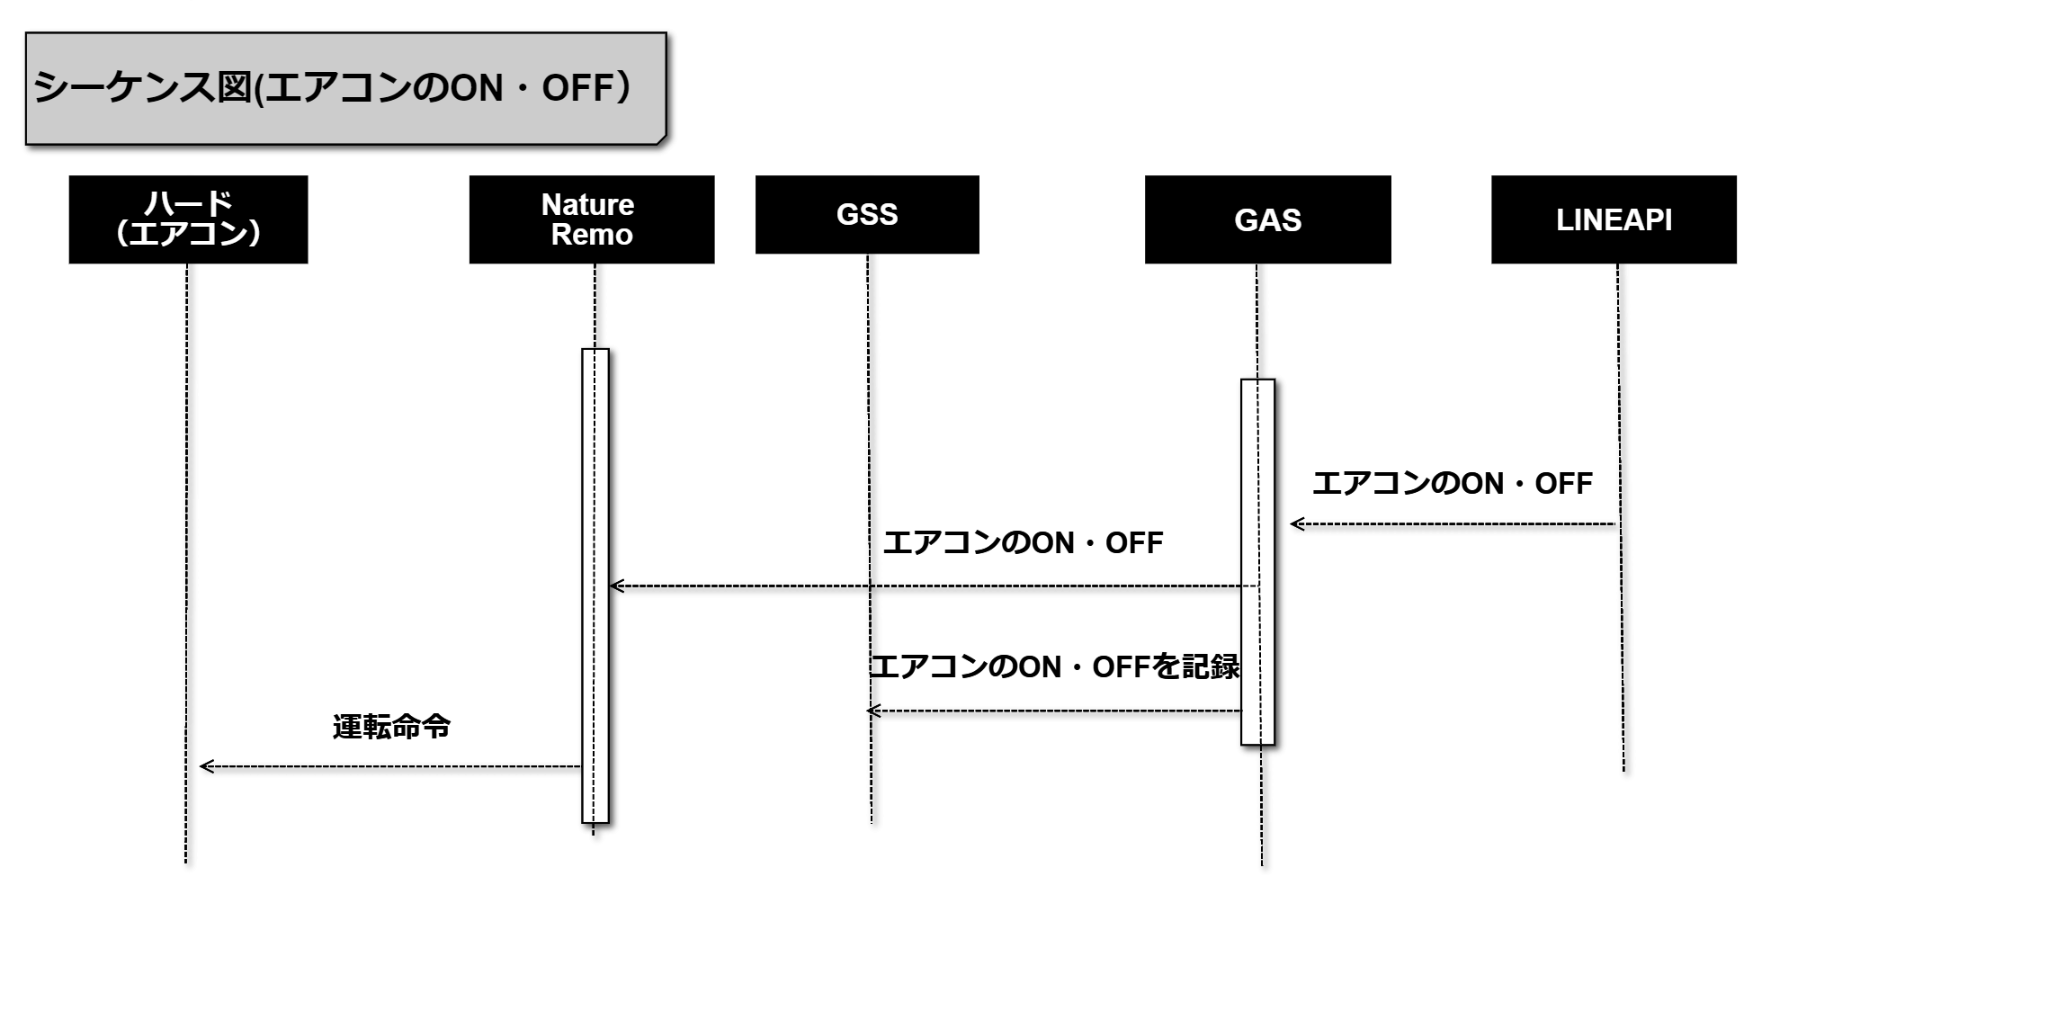 シーケンス図(エアコンのON・OFF）
ハード
（エアコン）
Nature
Remo
GSS
GAS
LINEAPI
エアコンのON・OFF
エアコンのON・OFF
エアコンのON・OFFを記録
運転命令